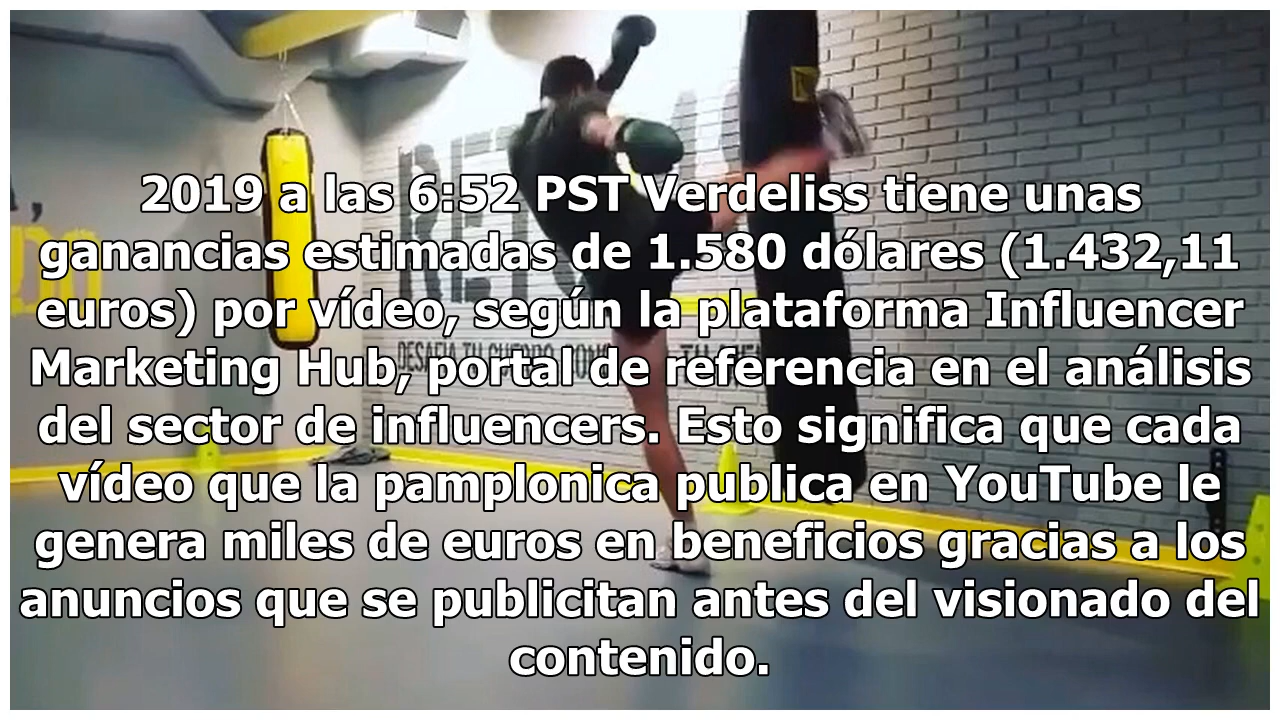 2019 a las 6:52 PST Verdeliss tiene unas
ganancias estimadas de 1.580 dólares (1.432,11
euros) por vídeo, según la plataforma Influencer
Marketing Hub, portal de referencia en el análisis
del sector de influencers. Esto significa que cada
vídeo que la pamplonica publica en YouTube le
genera miles de euros en beneficios gracias a los
anuncios que se publicitan antes del visionado del
contenido.